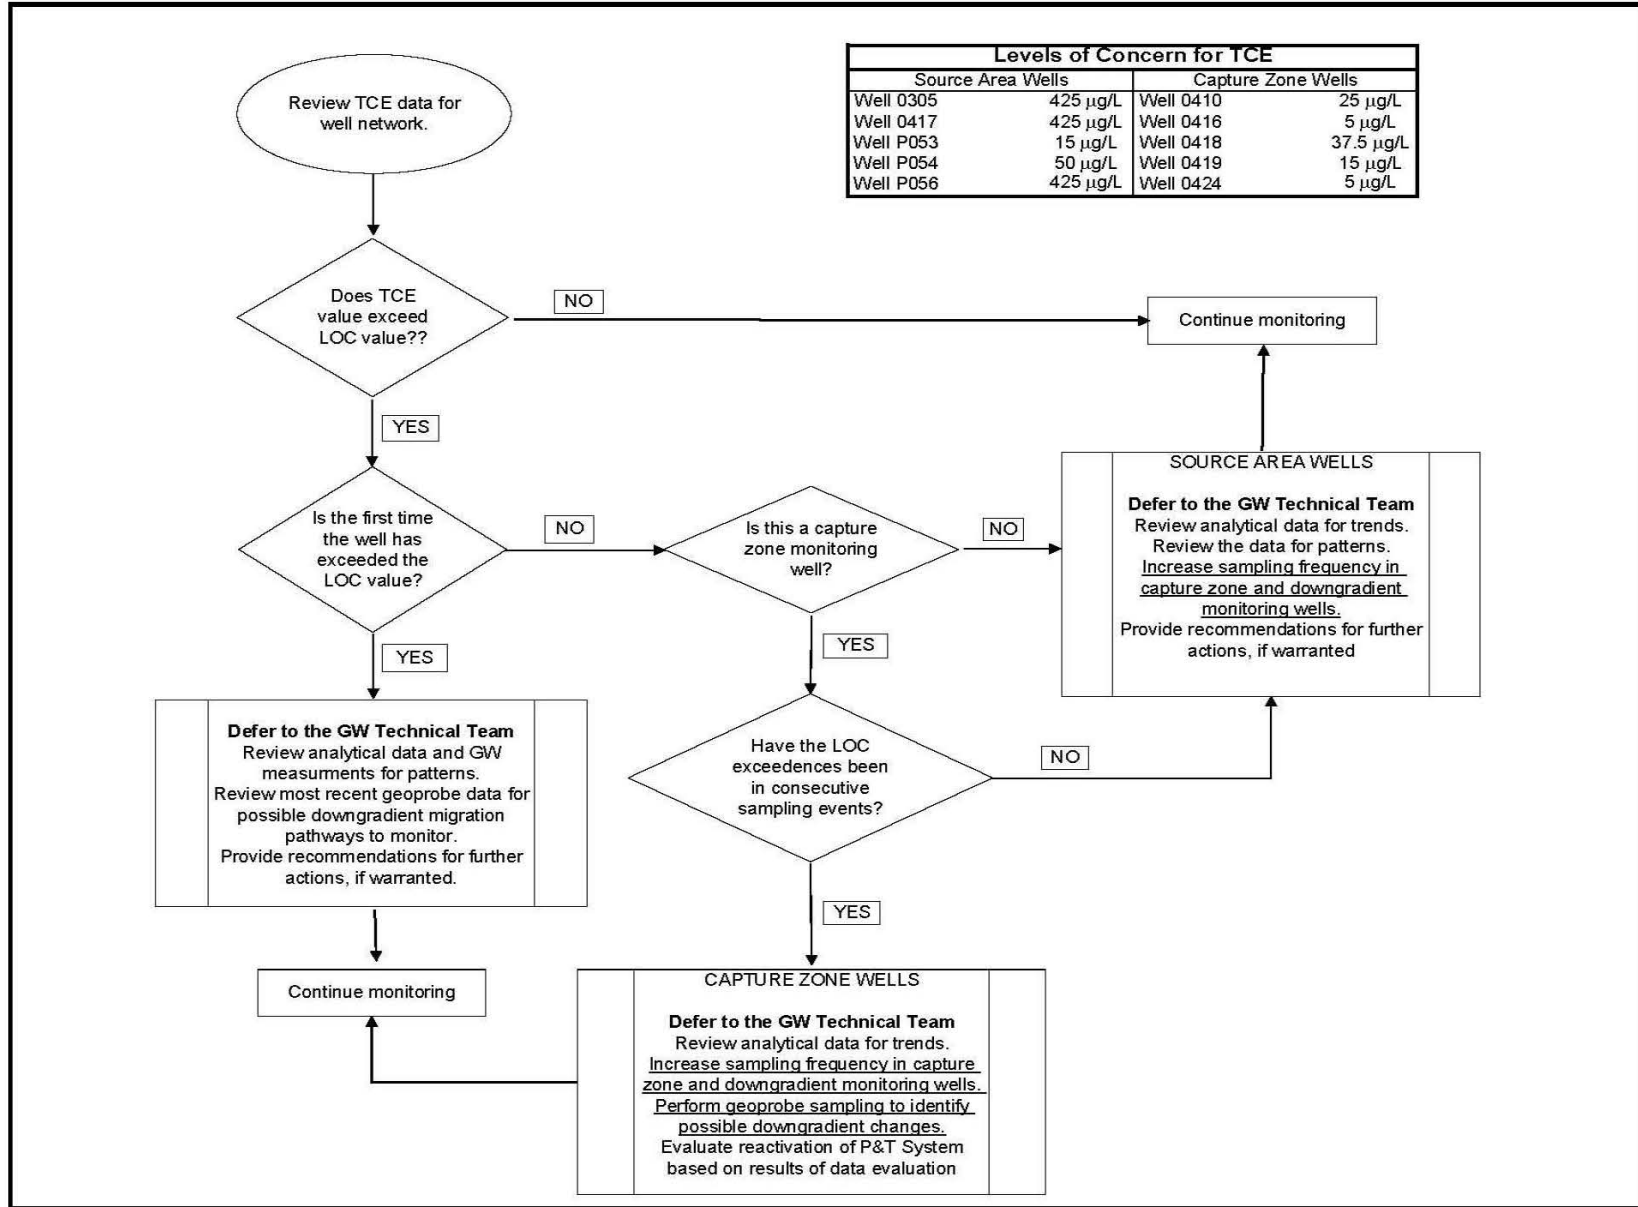 Levels of Concern for TCE
Source Area Wells Capture Zone Wells
Well 0305 425 µg/L Well 0410 25 µg/L
Well 0417 425 µg/L Well 0416 5 µg/L
Well P053 15 µg/L Well 0418 37.5 µg/L
Well P054 50 µg/L Well 0419 15 µg/L
Well P056 425 µg/L Well 0424 5 µg/L
Review TCE data for
well network.
Does TCE
value exceed
LOC value??
NO
Continue monitoring
YES
Is the first time
the well has
exceeded the
LOC value?
NO
Is this a capture
zone monitoring
well?
NO
SOURCE AREA WELLS
Defer to the GW Technical Team
Review analytical data for trends.
Review the data for patterns.
Increase sampling frequency in
capture zone and downgradient
monitoring wells.
Provide recommendations for further
actions, if warranted
YES
YES
Defer to the GW Technical Team
Review analytical data and GW
measurments for patterns.
Review most recent geoprobe data for
possible downgradient migration
pathways to monitor.
Provide recommendations for further
actions, if warranted.
Have the LOC
exceedences been
in consecutive
sampling events?
NO
YES
Continue monitoring
CAPTURE ZONE WELLS
Defer to the GW Technical Team
Review analytical data for trends.
Increase sampling frequency in capture
zone and downgradient monitoring wells.
Perform geoprobe sampling to identify
possible downgradient changes.
Evaluate reactivation of P&T System
based on results of data evaluation